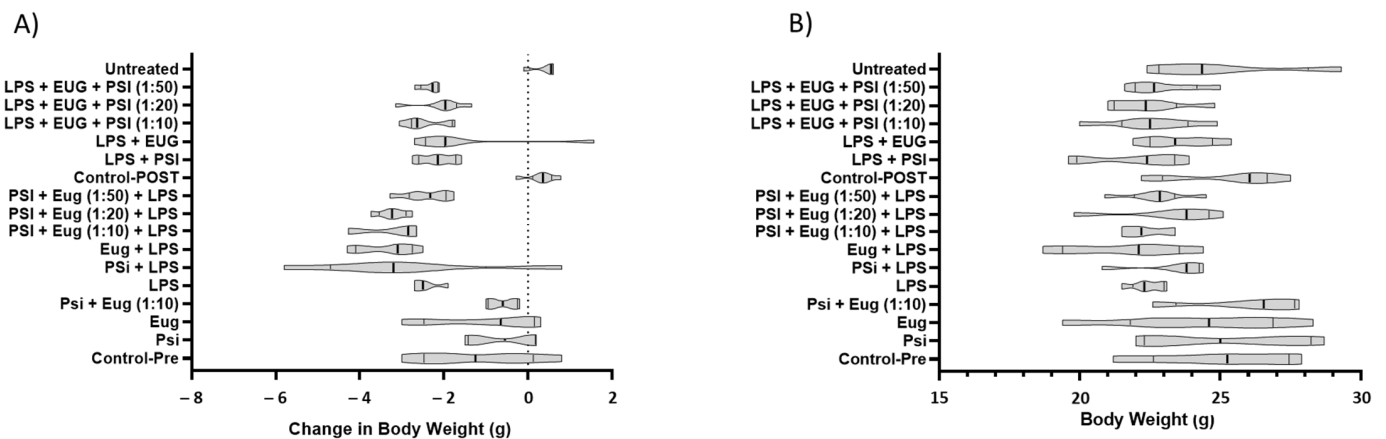 A)
Untreated
LPS + EUG + PSI (1:50)
LPS + EUG + PSI (1:20)
LPS + EUG + PSI (1:10)
LPS + EUG
LPS + PSI
Control-POST
PSI + Eug (1:50) + LPS
PSI + Eug (1:20) + LPS
PSI + Eug (1:10) + LPS
Eug + LPS
PSi + LPS
LPS
Psi + Eug (1:10)
Eug
Psi
Control-Pre
– 8 – 6 – 4 – 2 0 2
Change in Body Weight (g)
B)
Untreated
LPS + EUG + PSI (1:50)
LPS + EUG + PSI (1:20)
LPS + EUG + PSI (1:10)
LPS + EUG
LPS + PSI
Control-POST
PSI + Eug (1:50) + LPS
PSI + Eug (1:20) + LPS
PSI + Eug (1:10) + LPS
Eug + LPS
PSi + LPS
LPS
Psi + Eug (1:10)
Eug
Psi
Control-Pre
15 20 25 30
Body Weight (g)